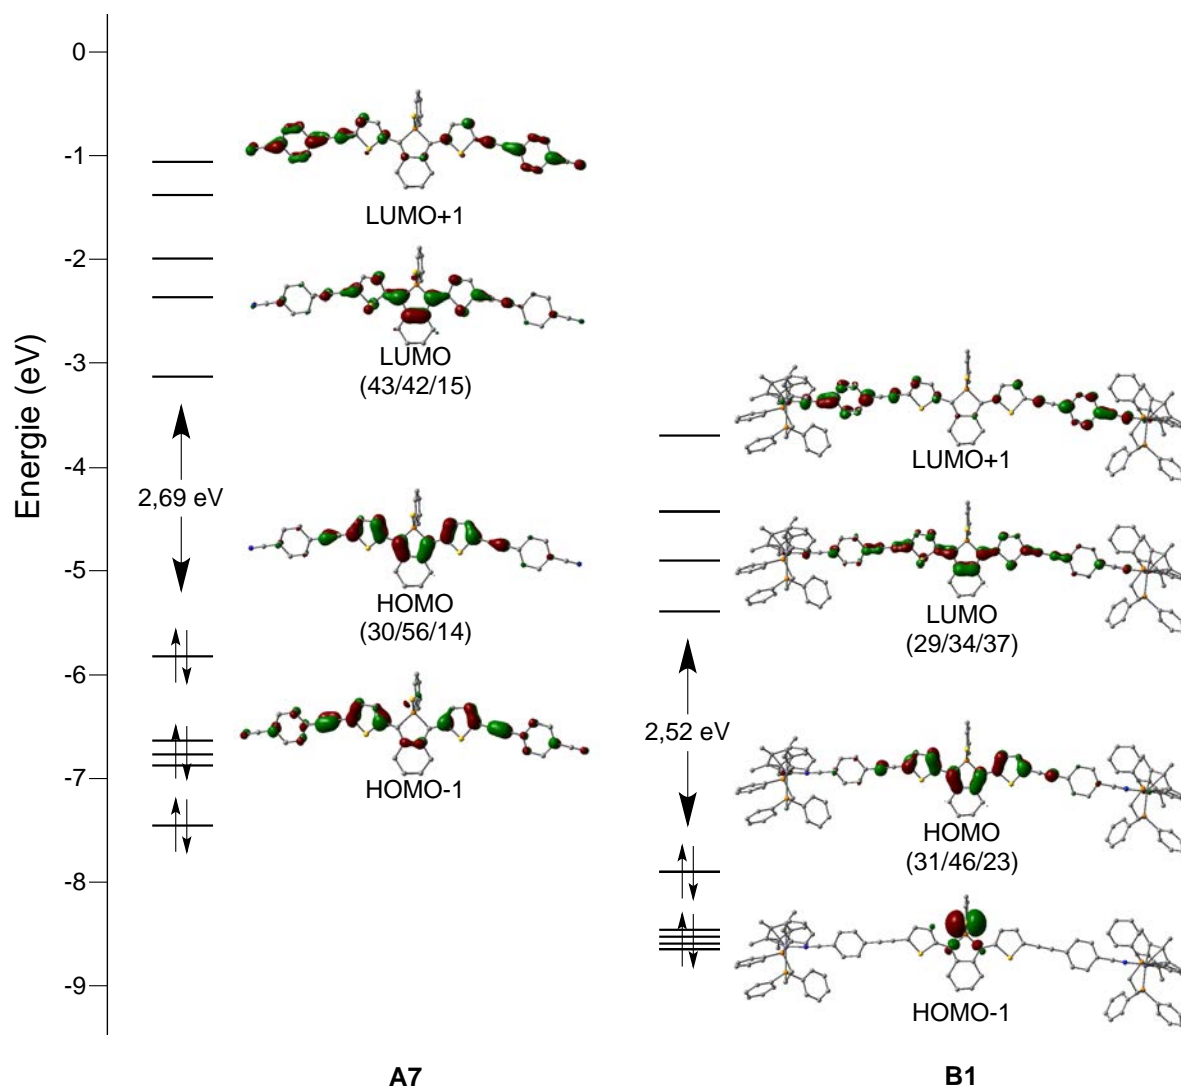 Energie (eV)
0
-1
-2
-3
-4
-5
-6
-7
-8
-9
LUMO+1
LUMO
(43/42/15)
2,69 eV
HOMO
(30/56/14)
HOMO-1
A7
LUMO+1
LUMO
(29/34/37)
2,52 eV
HOMO
(31/46/23)
HOMO-1
B1